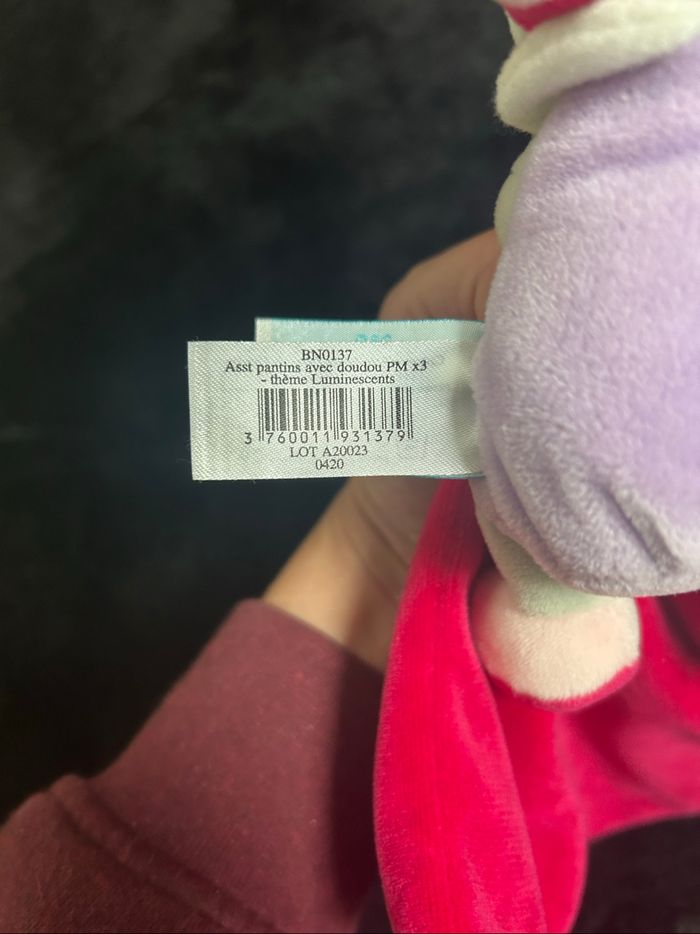 BN0137
Asst pantins avec doudou PM x3
- thème Luminescents
3 760011 931379
LOT A20023
0420